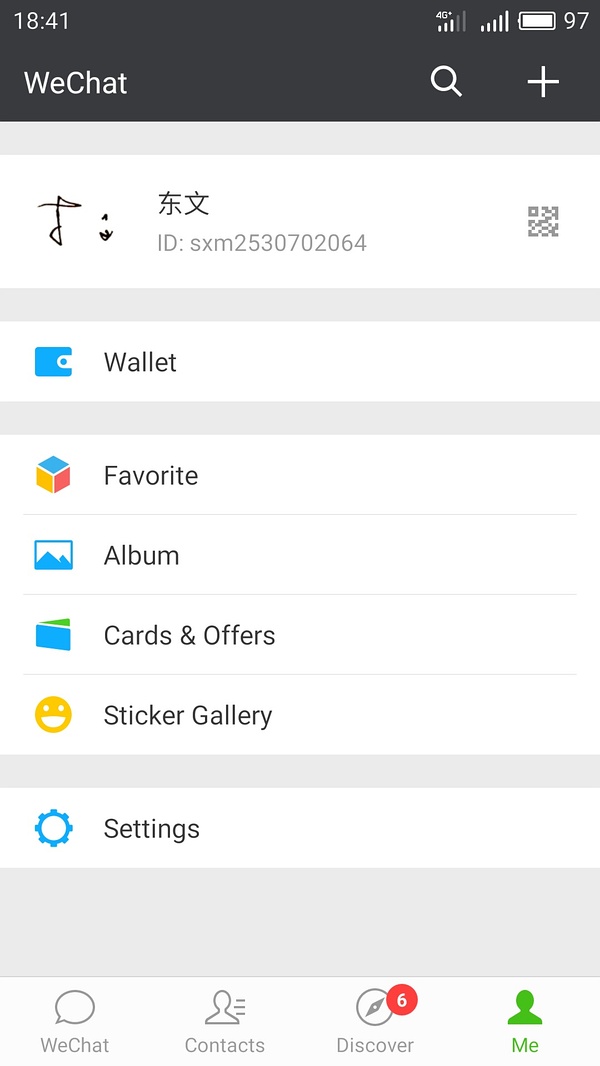 18:41
4G+
97
WeChat
东文
ID: sxm2530702064
Wallet
Favorite
Album
Cards & Offers
Sticker Gallery
Settings
6
WeChat
Contacts
Discover
Me